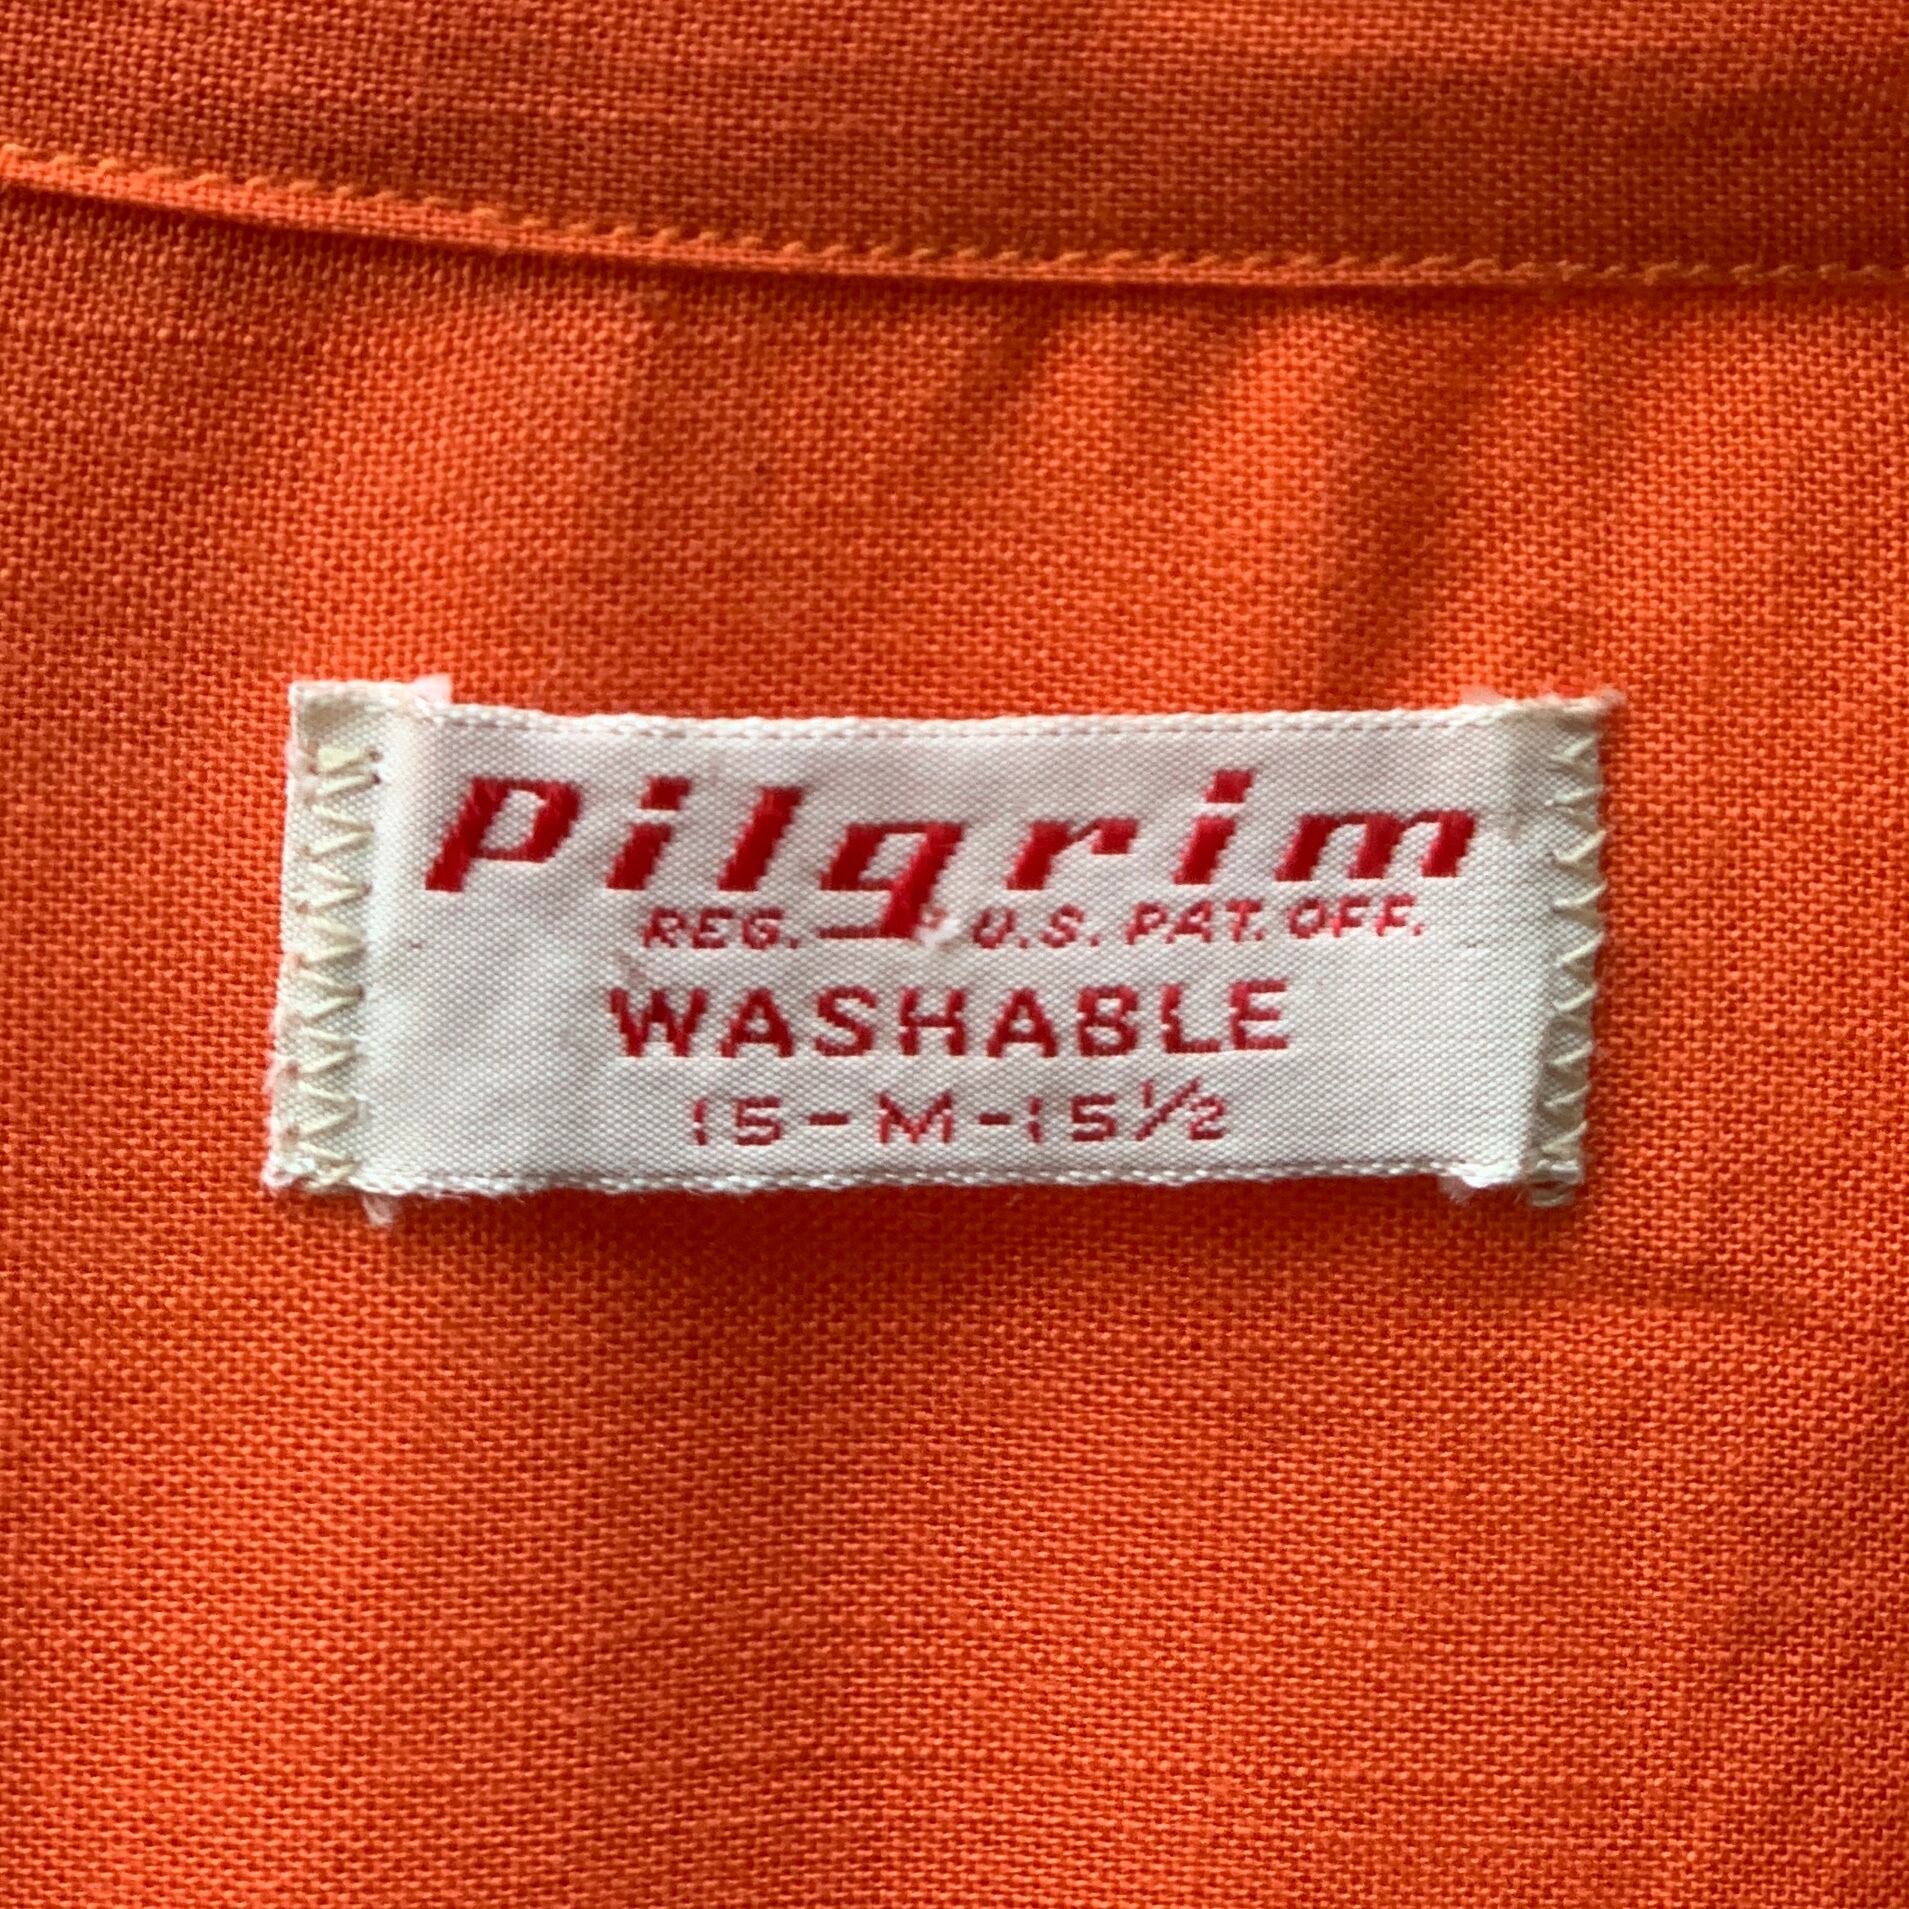 Pilgrim
REG. U.S. PAT. OFF.
WASHABLE
15-M-15½